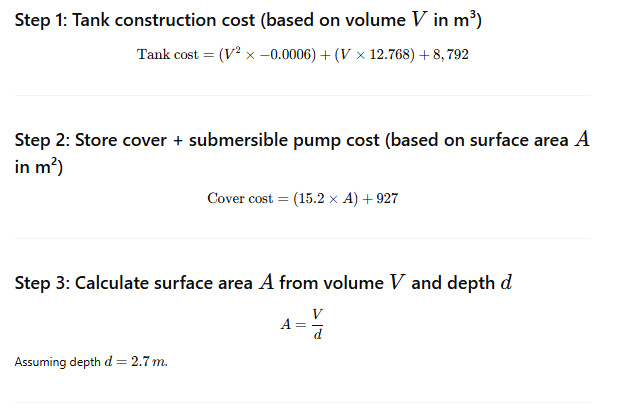 Step 1: Tank construction cost (based on volume V in m³)
Tank cost = (V² × −0.0006) + (V × 12.768) + 8,792
Step 2: Store cover + submersible pump cost (based on surface area A
in m²)
Cover cost = (15.2 × A) + 927
Step 3: Calculate surface area A from volume V and depth d
A = V/d
Assuming depth d = 2.7 m.